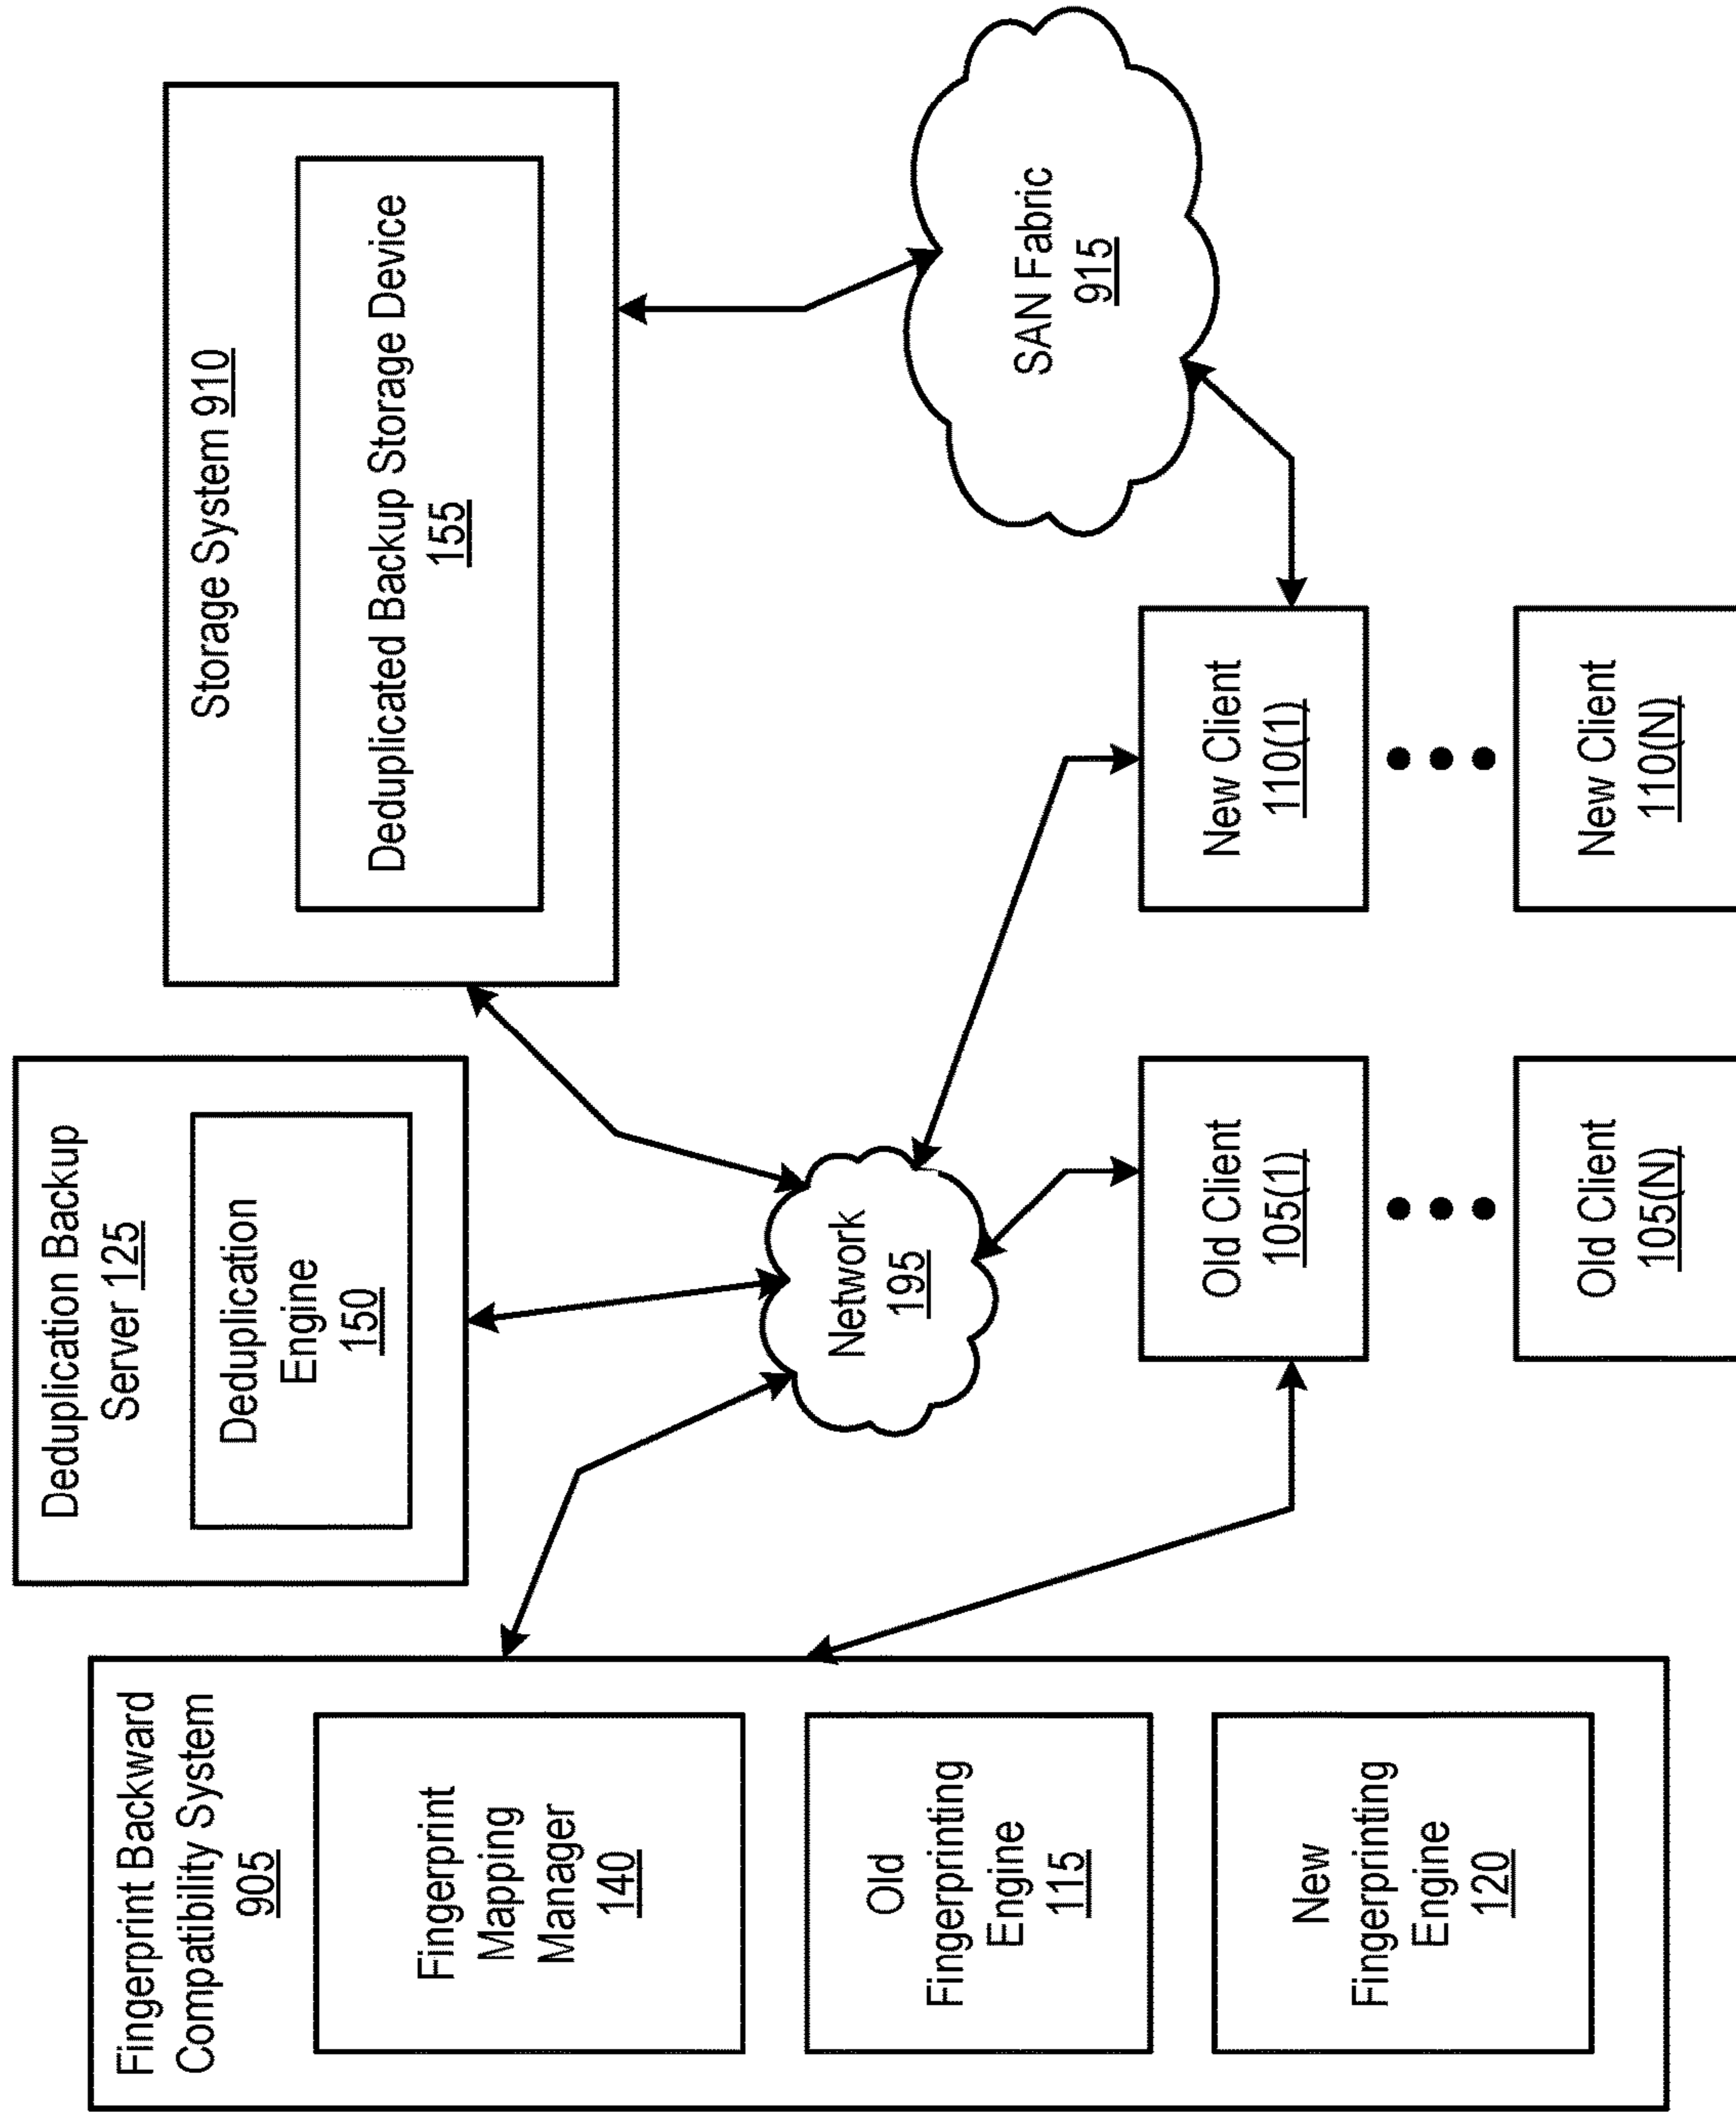 Fingerprint Backward
Compatibility System
905
Fingerprint
Mapping
Manager
140
Old
Fingerprinting
Engine
115
New
Fingerprinting
Engine
120
Deduplication Backup
Server 125
Deduplication
Engine
150
Storage System 910
Deduplicated Backup Storage Device
155
Network
195
SAN Fabric
915
Old Client
105(1)
Old Client
105(N)
New Client
110(1)
New Client
110(N)